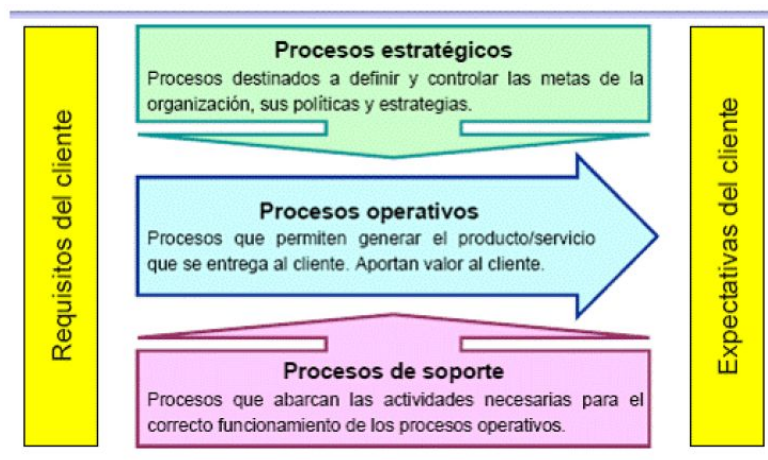 Requisitos del cliente
Procesos estratégicos
Procesos destinados a definir y controlar las metas de la
organización, sus políticas y estrategias.
Procesos operativos
Procesos que permiten generar el producto/servicio
que se entrega al cliente. Aportan valor al cliente.
Procesos de soporte
Procesos que abarcan las actividades necesarias para el
correcto funcionamiento de los procesos operativos.
Expectativas del cliente